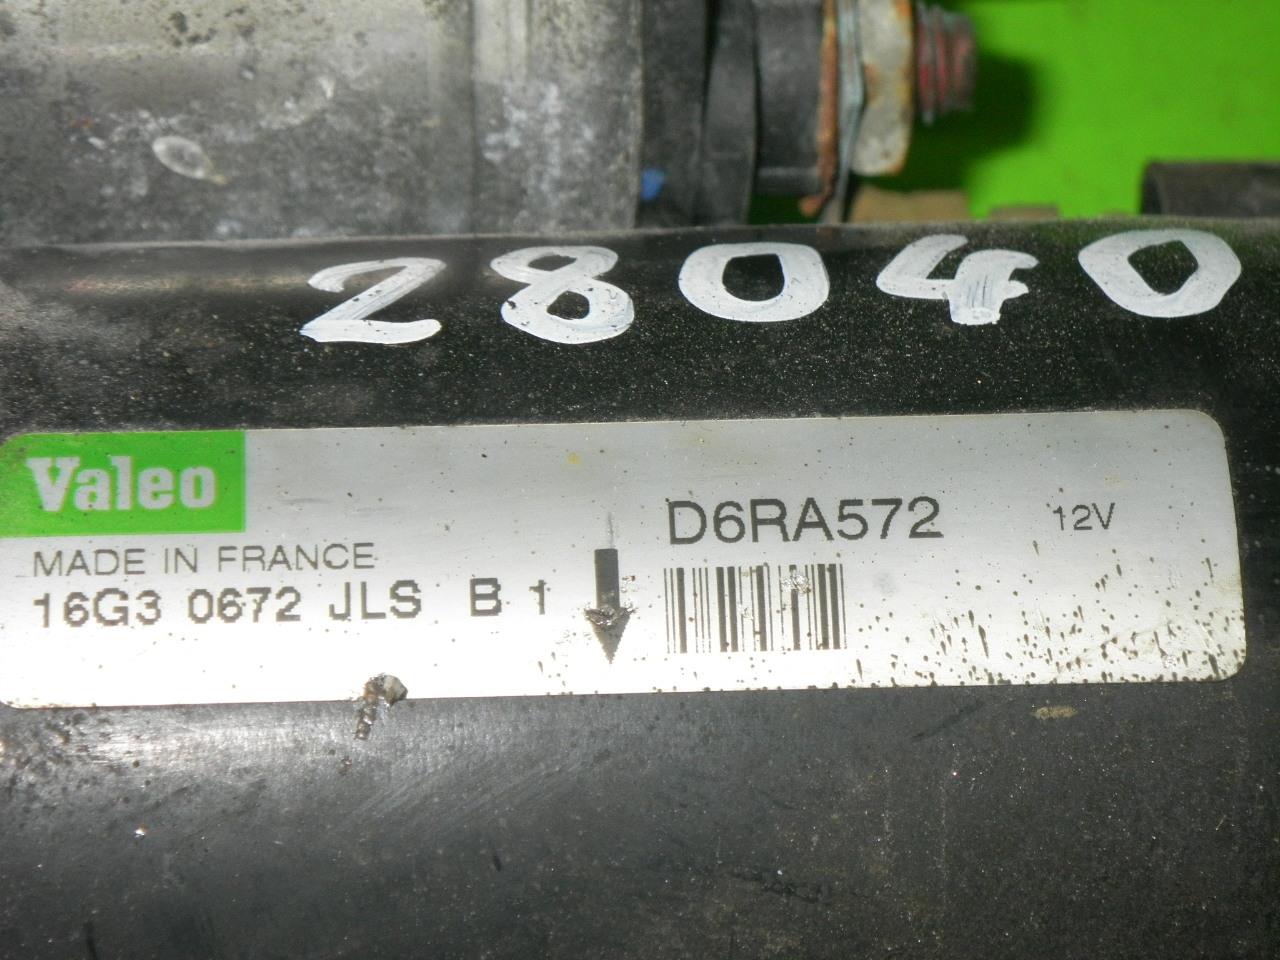 28040
Valeo
MADE IN FRANCE
16G3 0672 JLS B 1
D6RA572 12V